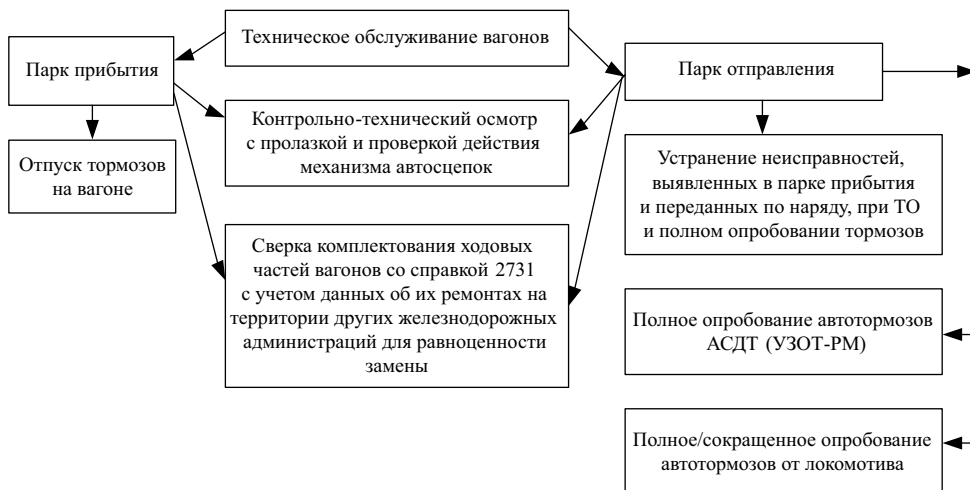 Техническое обслуживание вагонов
Парк прибытия
Парк отправления
Контрольно-технический осмотр
с пролазкой и проверкой действия
механизма автосцепок
Отпуск тормозов
на вагоне
Устранение неисправностей,
выявленных в парке прибытия
и переданных по наряду, при ТО
и полном опробовании тормозов
Сверка комплектования ходовых
частей вагонов со справкой 2731
с учетом данных об их ремонтах на
территории других железнодорожных
администраций для равноценности
замены
Полное опробование автотормозов
АСДТ (УЗОТ-РМ)
Полное/сокращенное опробование
автотормозов от локомотива